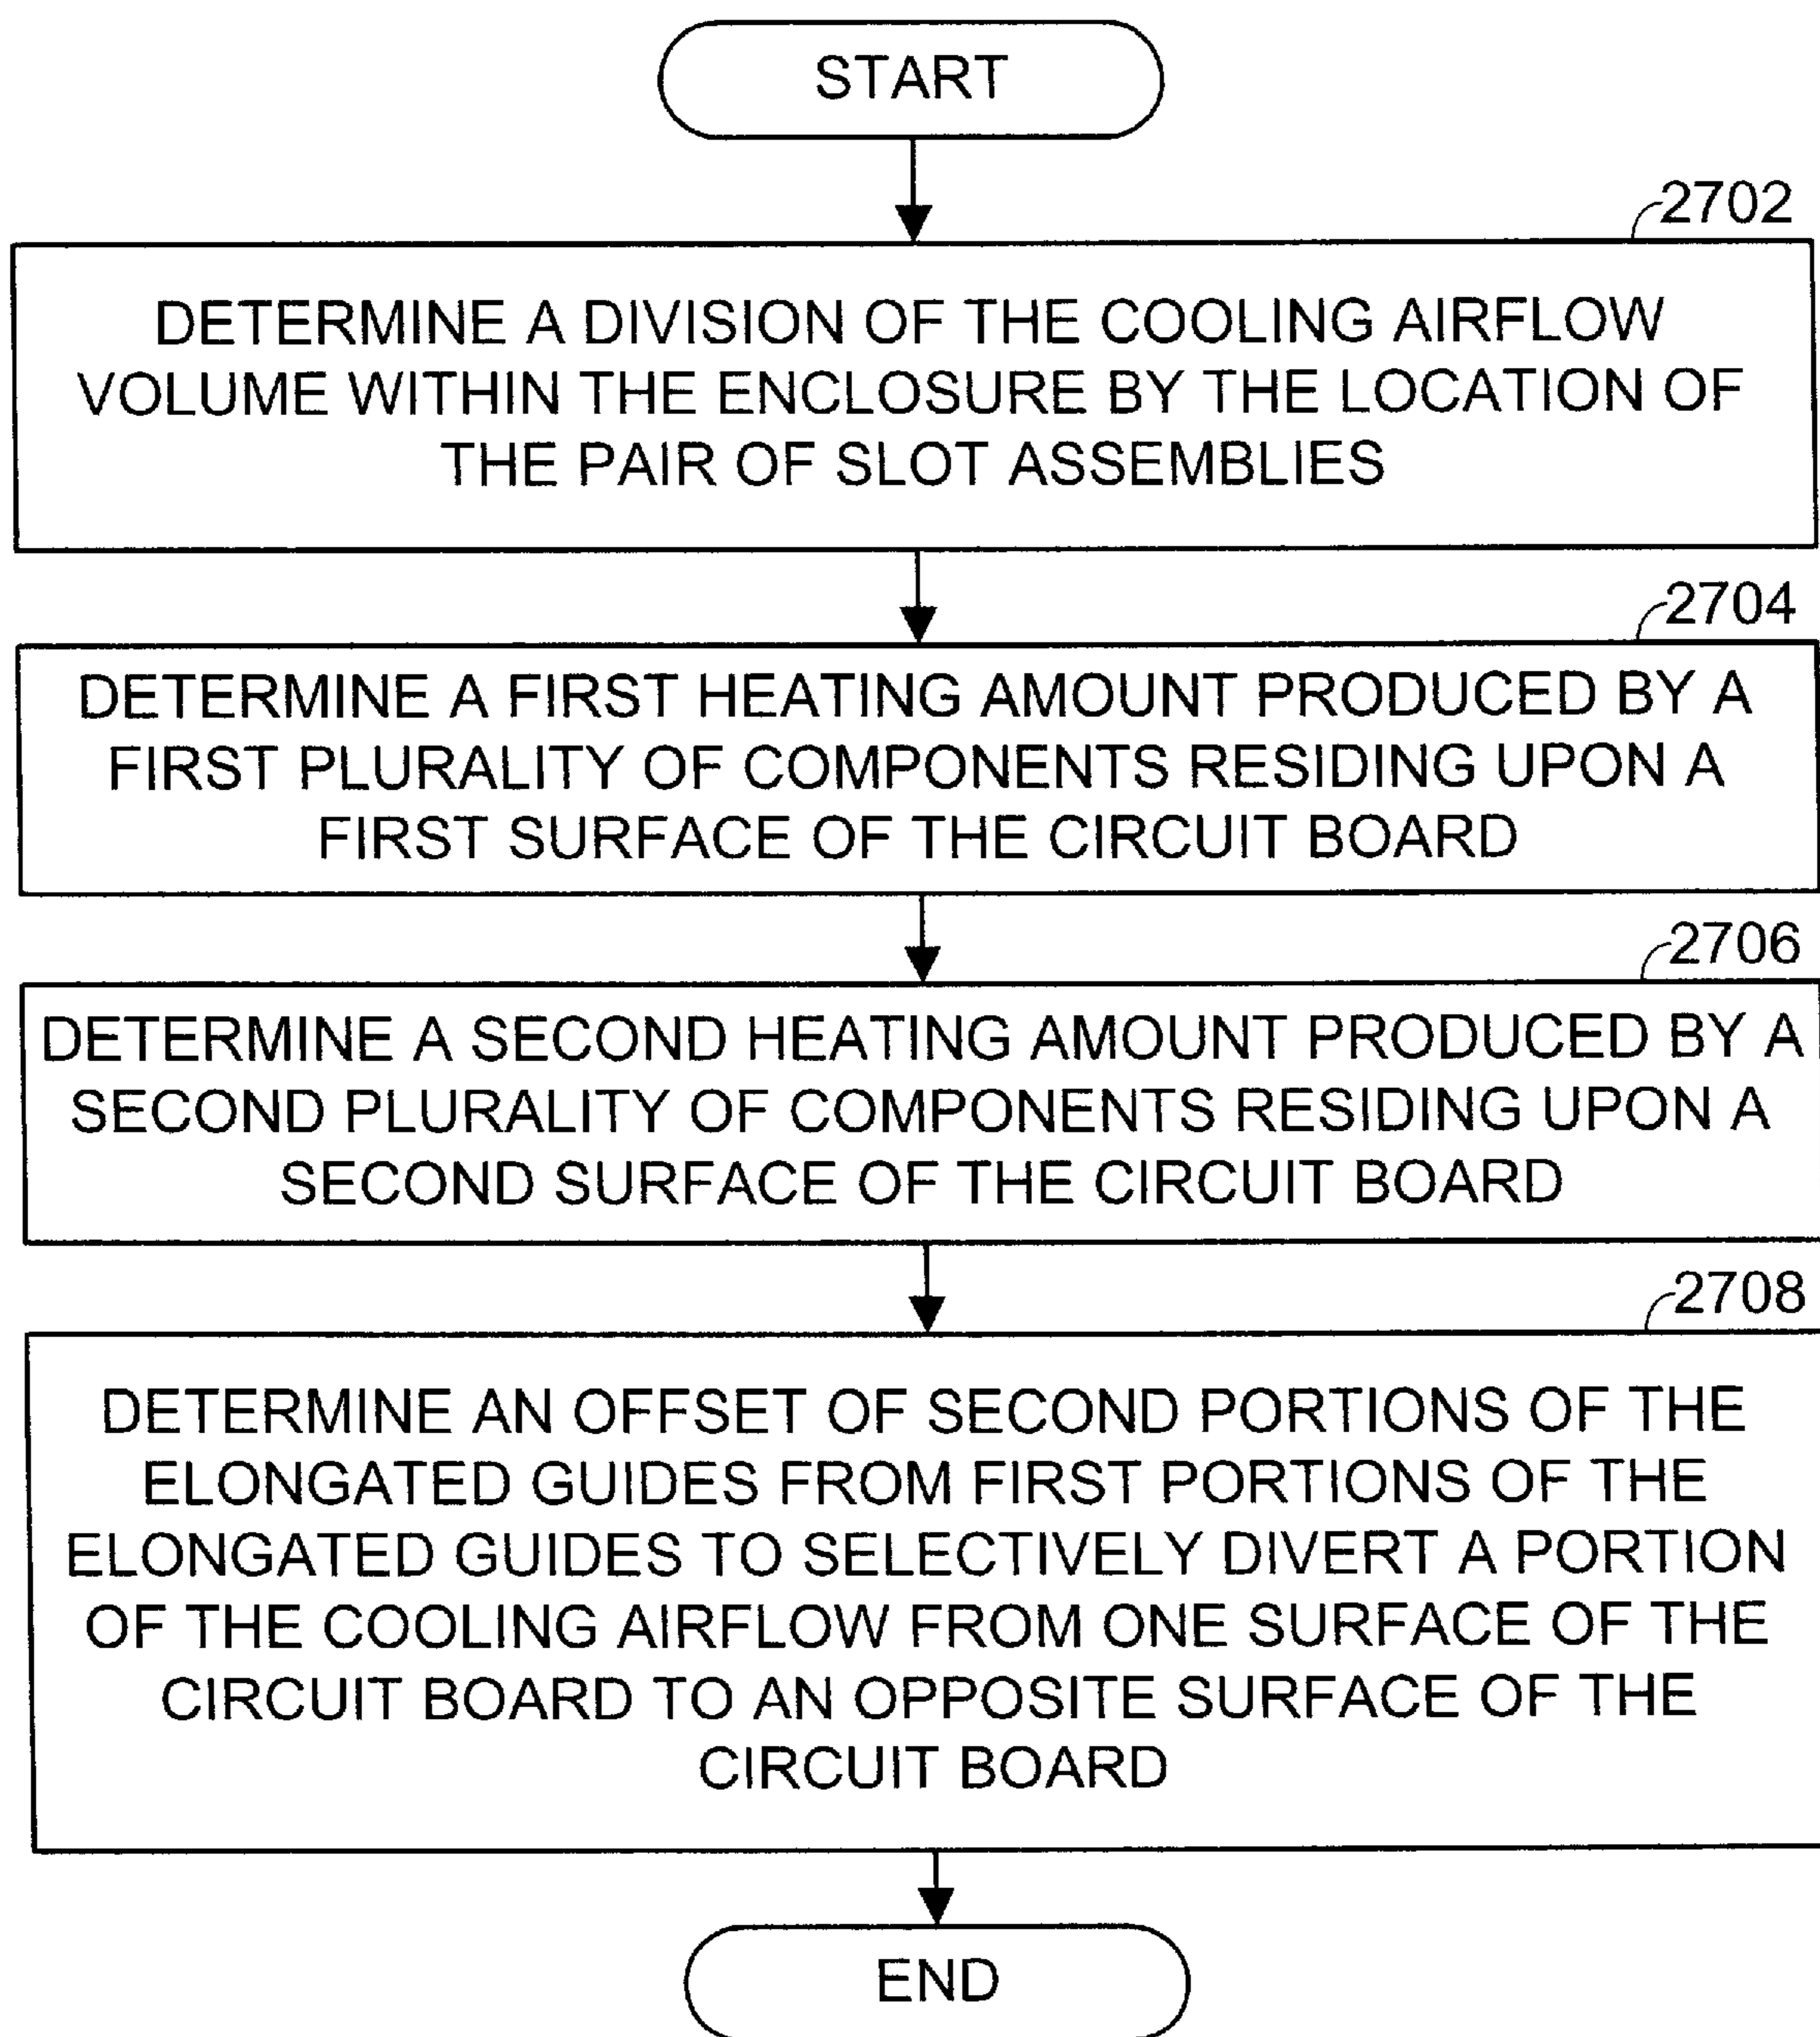 START
2702
DETERMINE A DIVISION OF THE COOLING AIRFLOW
VOLUME WITHIN THE ENCLOSURE BY THE LOCATION OF
THE PAIR OF SLOT ASSEMBLIES
2704
DETERMINE A FIRST HEATING AMOUNT PRODUCED BY A
FIRST PLURALITY OF COMPONENTS RESIDING UPON A
FIRST SURFACE OF THE CIRCUIT BOARD
2706
DETERMINE A SECOND HEATING AMOUNT PRODUCED BY A
SECOND PLURALITY OF COMPONENTS RESIDING UPON A
SECOND SURFACE OF THE CIRCUIT BOARD
2708
DETERMINE AN OFFSET OF SECOND PORTIONS OF THE
ELONGATED GUIDES FROM FIRST PORTIONS OF THE
ELONGATED GUIDES TO SELECTIVELY DIVERT A PORTION
OF THE COOLING AIRFLOW FROM ONE SURFACE OF THE
CIRCUIT BOARD TO AN OPPOSITE SURFACE OF THE
CIRCUIT BOARD
END